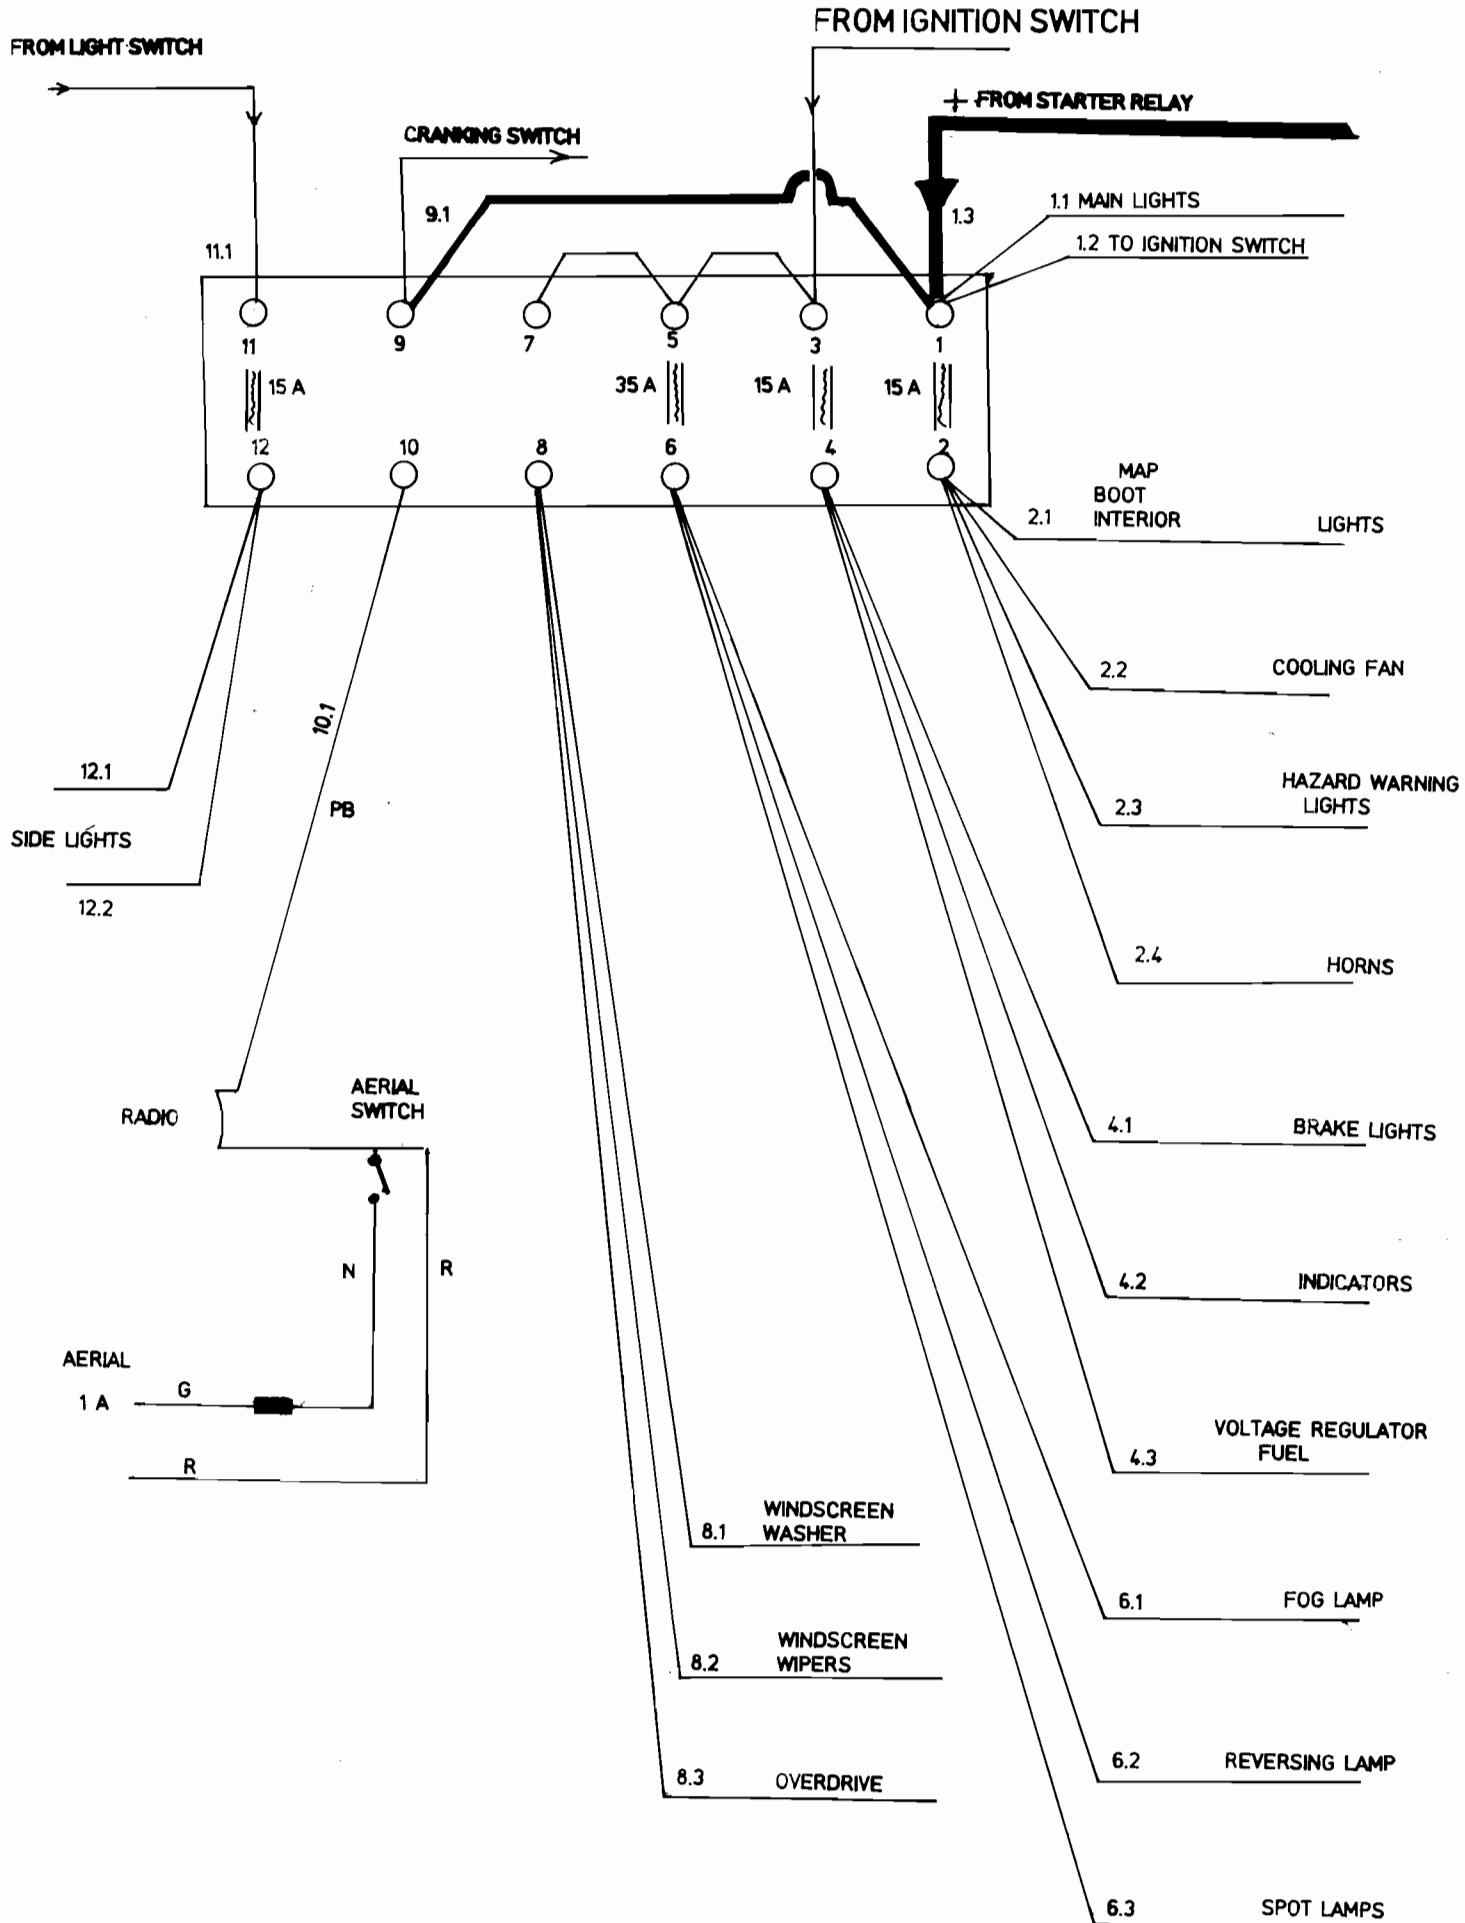 FROM IGNITION SWITCH
FROM LIGHT SWITCH
+ FROM STARTER RELAY
CRANKING SWITCH
1.1 MAIN LIGHTS
9.1
1.3
1.2 TO IGNITION SWITCH
11.1
11
9
7
5
3
1
15 A
35 A
15 A
15 A
12
10
8
6
4
2
MAP
BOOT
INTERIOR
2.1
LIGHTS
2.2
COOLING FAN
10.1
12.1
HAZARD WARNING
LIGHTS
2.3
PB
SIDE LIGHTS
12.2
2.4
HORNS
AERIAL
SWITCH
RADIO
4.1
BRAKE LIGHTS
N
R
4.2
INDICATORS
AERIAL
1 A
G
VOLTAGE REGULATOR
FUEL
4.3
R
WINDSCREEN
WASHER
8.1
6.1
FOG LAMP
WINDSCREEN
WIPERS
8.2
6.2
REVERSING LAMP
8.3
OVERDRIVE
6.3
SPOT LAMPS